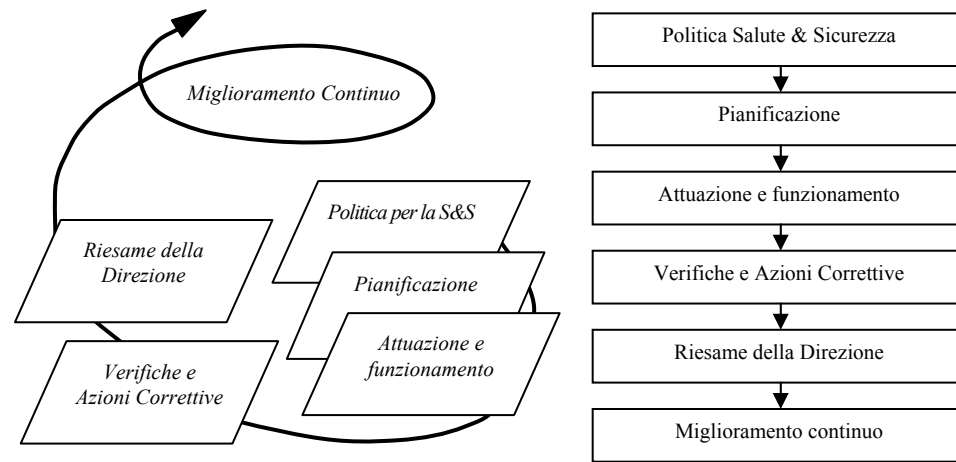 Miglioramento Continuo
Politica per la S&S
Riesame della
Direzione
Pianificazione
Attuazione e
funzionamento
Verifiche e
Azioni Correttive
Politica Salute & Sicurezza
Pianificazione
Attuazione e funzionamento
Verifiche e Azioni Correttive
Riesame della Direzione
Miglioramento continuo